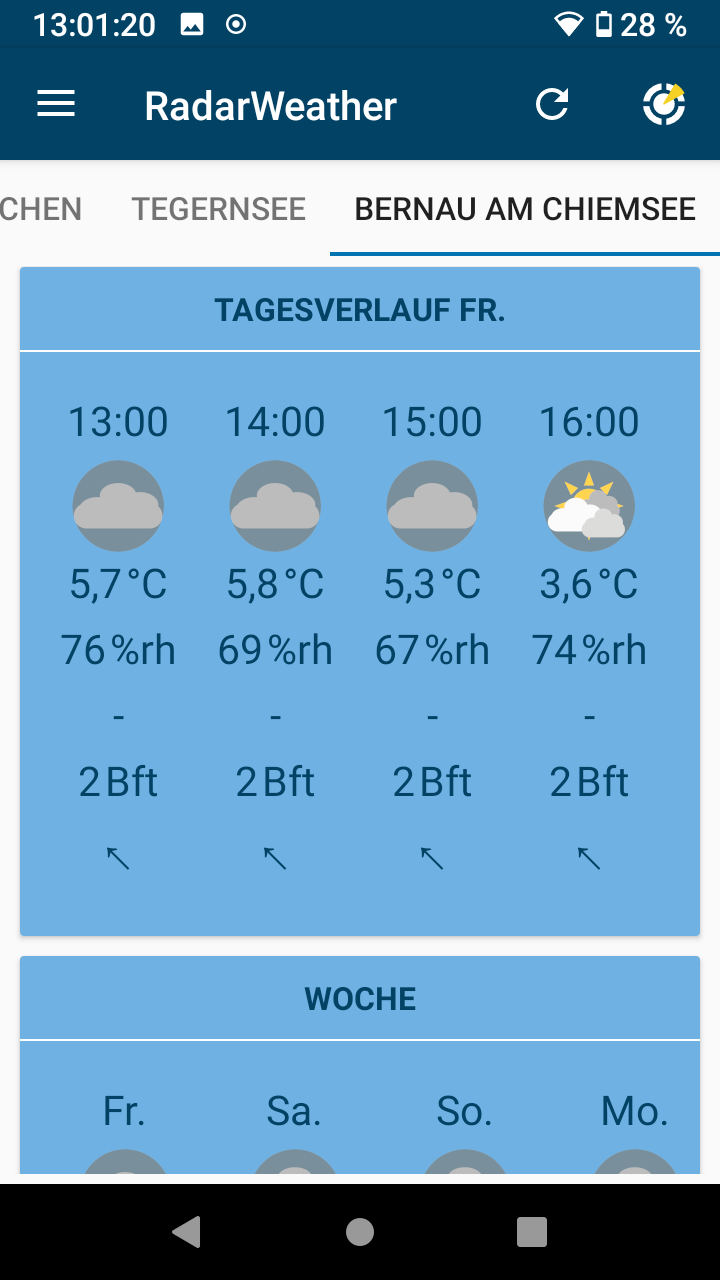 13:01:20 28 %
RadarWeather
CHEN TEGERNSEE BERNAU AM CHIEMSEE
TAGESVERLAUF FR.
13:00 14:00 15:00 16:00
5,7 °C 5,8 °C 5,3 °C 3,6 °C
76 %rh 69 %rh 67 %rh 74 %rh
- - - -
2 Bft 2 Bft 2 Bft 2 Bft
WOCHE
Fr. Sa. So. Mo.